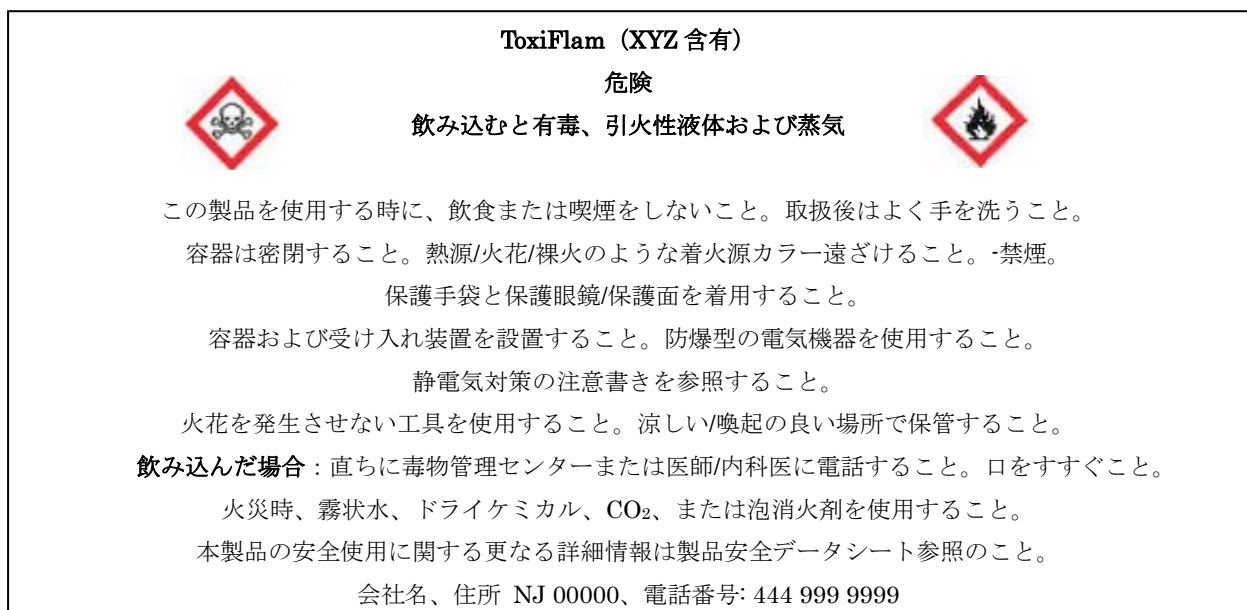 ToxiFlam（XYZ 含有）
危険
飲み込むと有毒、引火性液体および蒸気
この製品を使用する時に、飲食または喫煙をしないこと。取扱後はよく手を洗うこと。
容器は密閉すること。熱源/火花/裸火のような着火源カラー遠ざけること。-禁煙。
保護手袋と保護眼鏡/保護面を着用すること。
容器および受け入れ装置を設置すること。防爆型の電気機器を使用すること。
静電気対策の注意書きを参照すること。
火花を発生させない工具を使用すること。涼しい/喚起の良い場所で保管すること。
飲み込んだ場合：直ちに毒物管理センターまたは医師/内科医に電話すること。口をすすぐこと。
火災時、霧状水、ドライケミカル、CO₂、または泡消火剤を使用すること。
本製品の安全使用に関する更なる詳細情報は製品安全データシート参照のこと。
会社名、住所 NJ 00000、電話番号: 444 999 9999